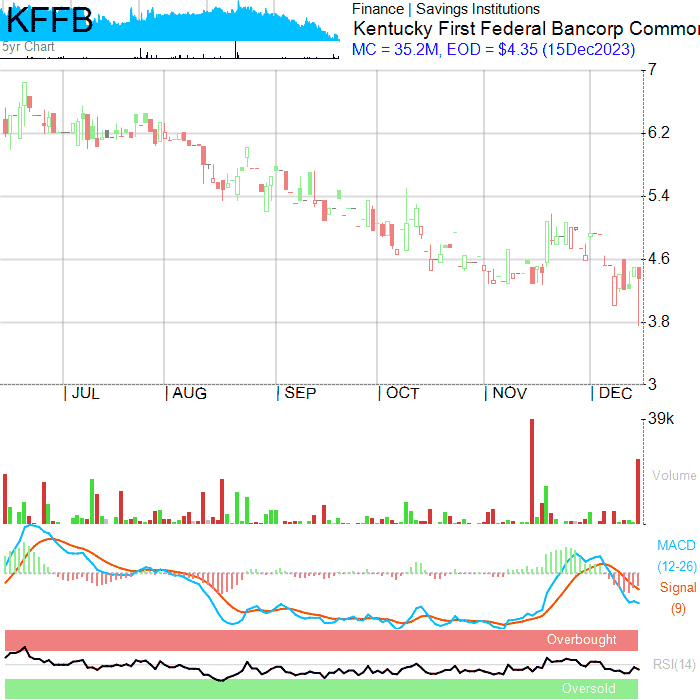 KFFB
5yr Chart
Finance | Savings Institutions
Kentucky First Federal Bancorp Commo
MC = 35.2M, EOD = $4.35 (15Dec2023)
7
6.2
5.4
4.6
3.8
3
| JUL | AUG | SEP | OCT | NOV | DEC
39k
Volume
MACD
(12-26)
Signal
(9)
Overbought
RSI(14)
Oversold